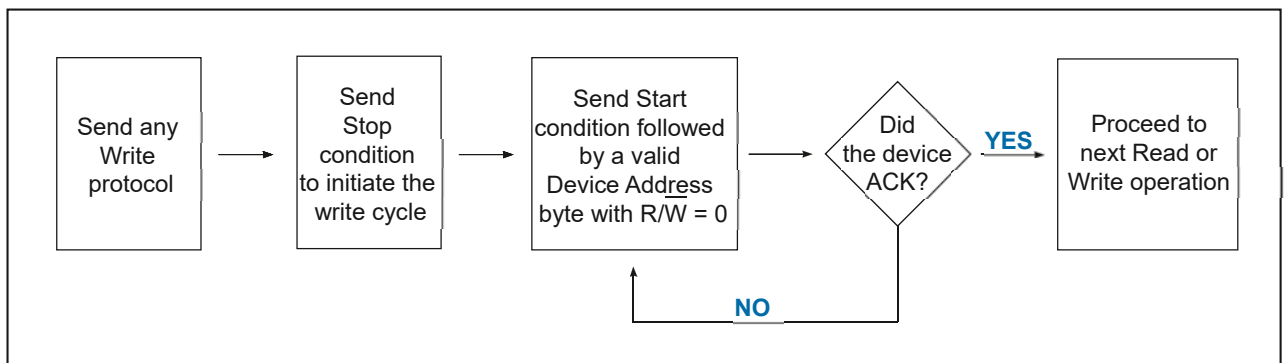 Send any
Write
protocol
Send
Stop
condition
to initiate the
write cycle
Send Start
condition followed
by a valid
Device Address
byte with R/W̅ = 0
Did
the device
ACK?
YES
NO
Proceed to
next Read or
Write operation